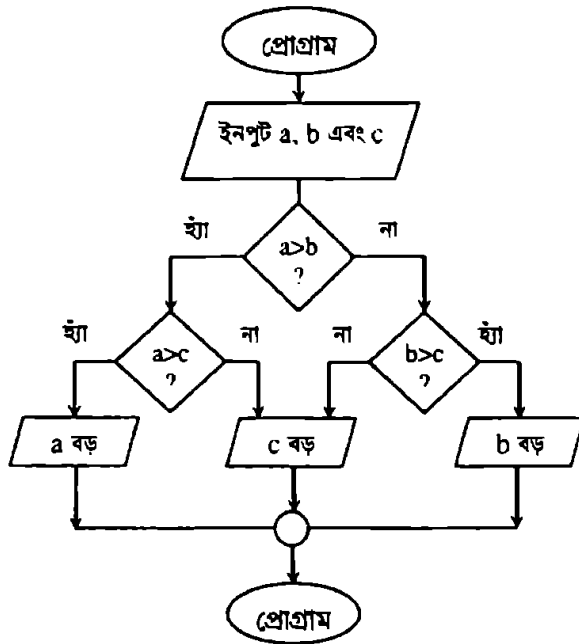 প্রোগ্রাম
ইনপুট a, b এবং c
হ্যাঁ
a>b
?
না
হ্যাঁ
a>c
?
না
না
b>c
?
হ্যাঁ
a বড়
c বড়
b বড়
প্রোগ্রাম